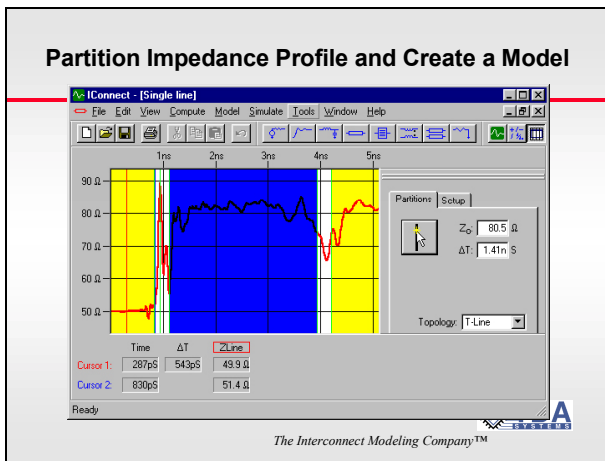 Partition Impedance Profile and Create a Model
IConnect - [Single line]
File Edit View Compute Model Simulate Tools Window Help
1ns 2ns 3ns 4ns 5ns
90 Ω
80 Ω
70 Ω
60 Ω
50 Ω
Partitions Setup
Zo: 80.5 Ω
ΔT: 1.41n S
Topology: T-Line
Time ΔT ZLine
Cursor 1: 287pS 543pS 49.9 Ω
Cursor 2: 830pS 51.4 Ω
Ready
SYSTEMS
The Interconnect Modeling Company™